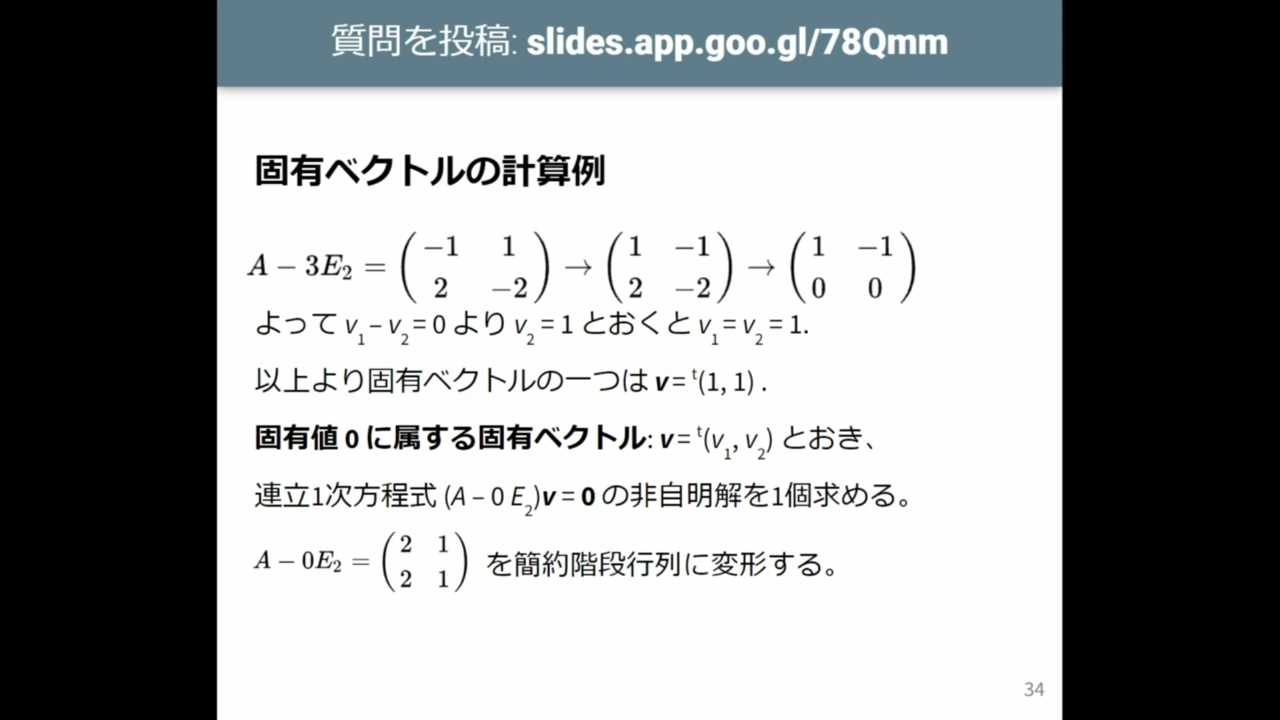 質問を投稿: slides.app.goo.gl/78Qmm
固有ベクトルの計算例
A − 3E₂ = (−1 1; 2 −2) → (1 −1; 2 −2) → (1 −1; 0 0)
よって v₁ – v₂ = 0 より v₂ = 1 とおくと v₁ = v₂ = 1.
以上より固有ベクトルの一つは v = ᵗ(1, 1) .
固有値 0 に属する固有ベクトル: v = ᵗ(v₁, v₂) とおき、
連立1次方程式 (A – 0 E₂)v = 0 の非自明解を1個求める。
A − 0E₂ = (2 1; 2 1) を簡約階段行列に変形する。
34